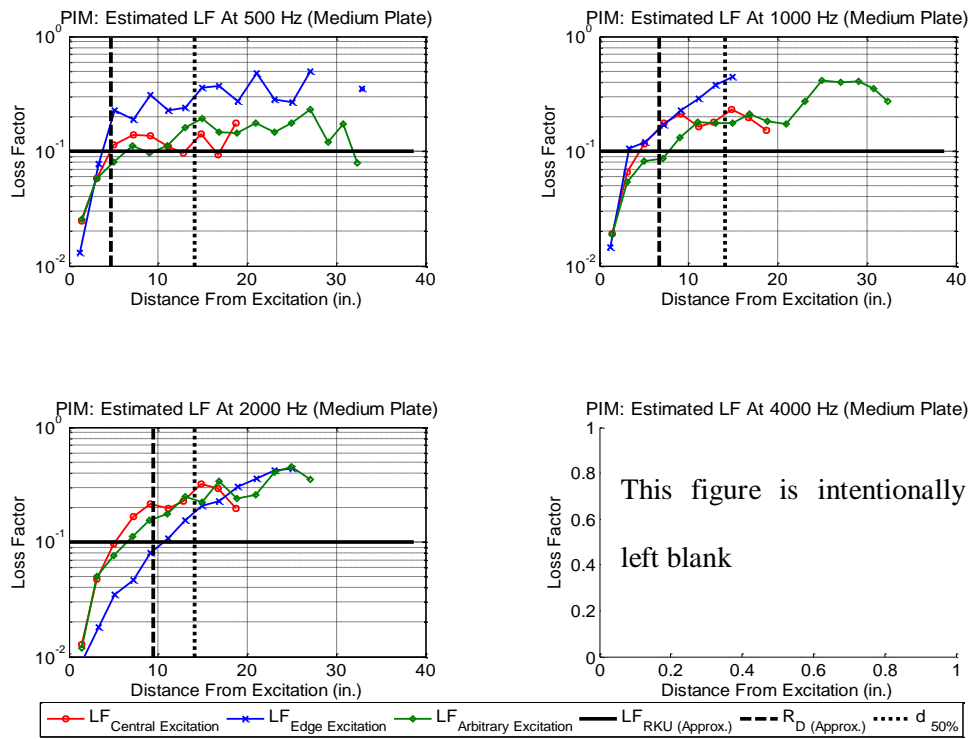 PIM: Estimated LF At 500 Hz (Medium Plate)
10^0
10^-1
10^-2
Loss Factor
0 10 20 30 40
Distance From Excitation (in.)
PIM: Estimated LF At 1000 Hz (Medium Plate)
10^0
10^-1
10^-2
Loss Factor
0 10 20 30 40
Distance From Excitation (in.)
PIM: Estimated LF At 2000 Hz (Medium Plate)
10^0
10^-1
10^-2
Loss Factor
0 10 20 30 40
Distance From Excitation (in.)
PIM: Estimated LF At 4000 Hz (Medium Plate)
1
0.8
0.6
0.4
0.2
0
Loss Factor
This figure is intentionally
left blank
0 0.2 0.4 0.6 0.8 1
Distance From Excitation (in.)
LF Central Excitation LF Edge Excitation LF Arbitrary Excitation LF RKU (Approx.) R D (Approx.) d 50%